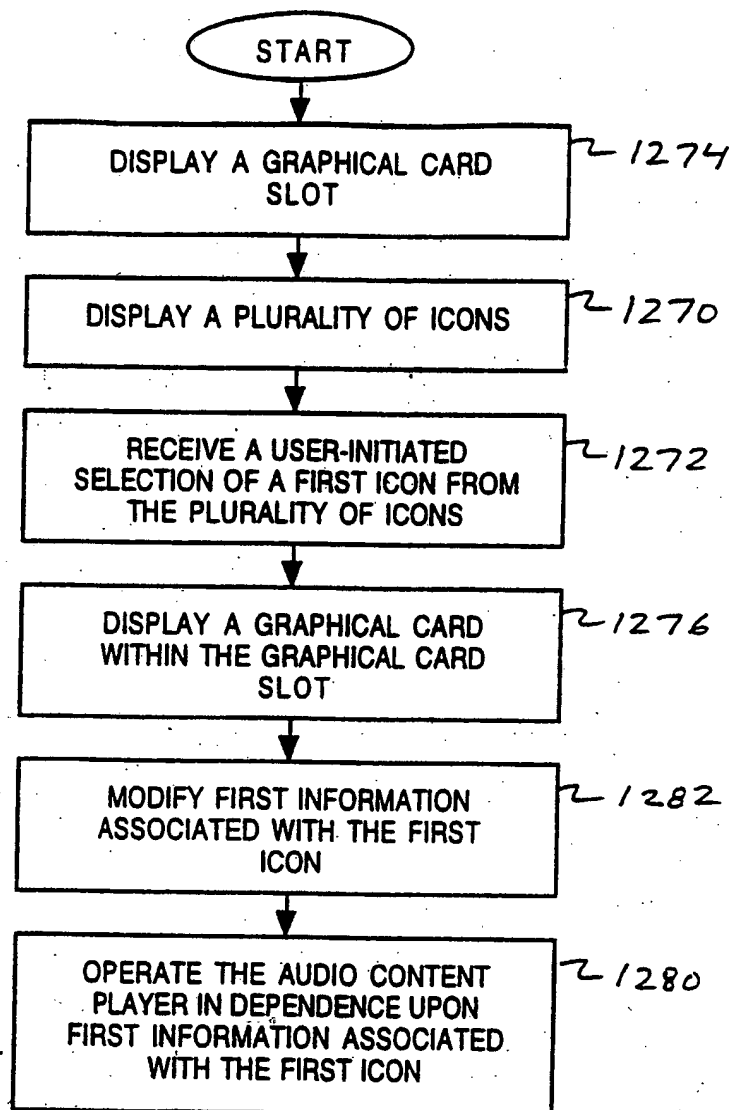 START
DISPLAY A GRAPHICAL CARD
SLOT
1274
DISPLAY A PLURALITY OF ICONS
1270
RECEIVE A USER-INITIATED
SELECTION OF A FIRST ICON FROM
THE PLURALITY OF ICONS
1272
DISPLAY A GRAPHICAL CARD
WITHIN THE GRAPHICAL CARD
SLOT
1276
MODIFY FIRST INFORMATION
ASSOCIATED WITH THE FIRST
ICON
1282
OPERATE THE AUDIO CONTENT
PLAYER IN DEPENDENCE UPON
FIRST INFORMATION ASSOCIATED
WITH THE FIRST ICON
1280